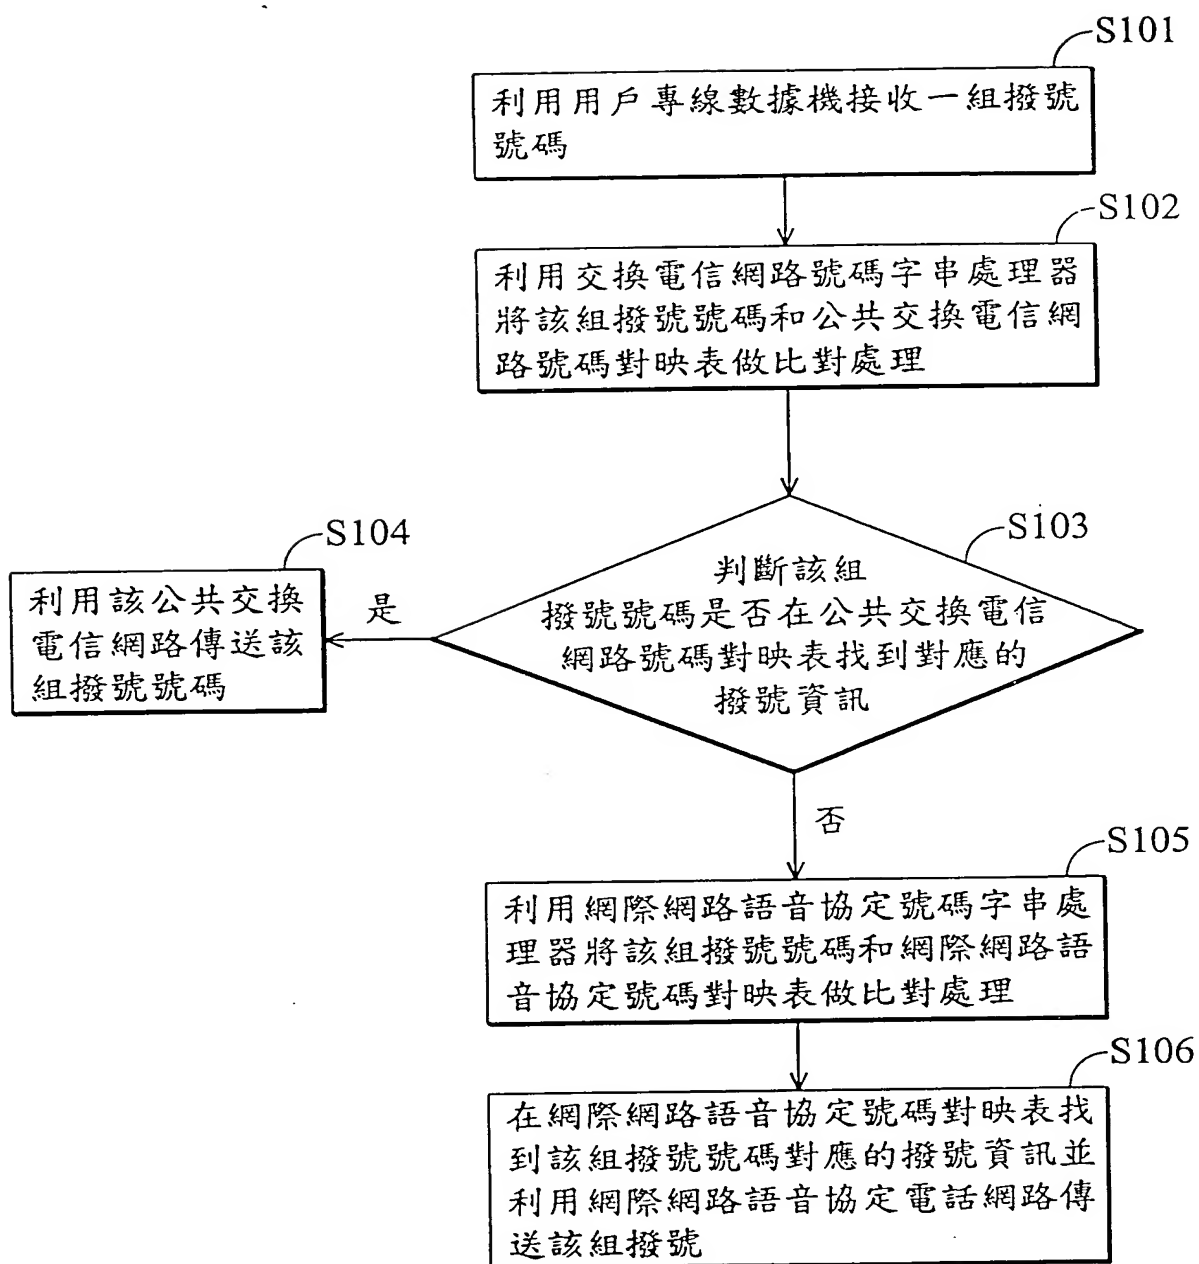 S101
利用用戶專線數據機接收一組撥號
號碼
S102
利用交換電信網路號碼字串處理器
將該組撥號號碼和公共交換電信網
路號碼對映表做比對處理
S103
判斷該組
撥號號碼是否在公共交換電信
網路號碼對映表找到對應的
撥號資訊
是
S104
利用該公共交換
電信網路傳送該
組撥號號碼
否
S105
利用網際網路語音協定號碼字串處
理器將該組撥號號碼和網際網路語
音協定號碼對映表做比對處理
S106
在網際網路語音協定號碼對映表找
到該組撥號號碼對應的撥號資訊並
利用網際網路語音協定電話網路傳
送該組撥號